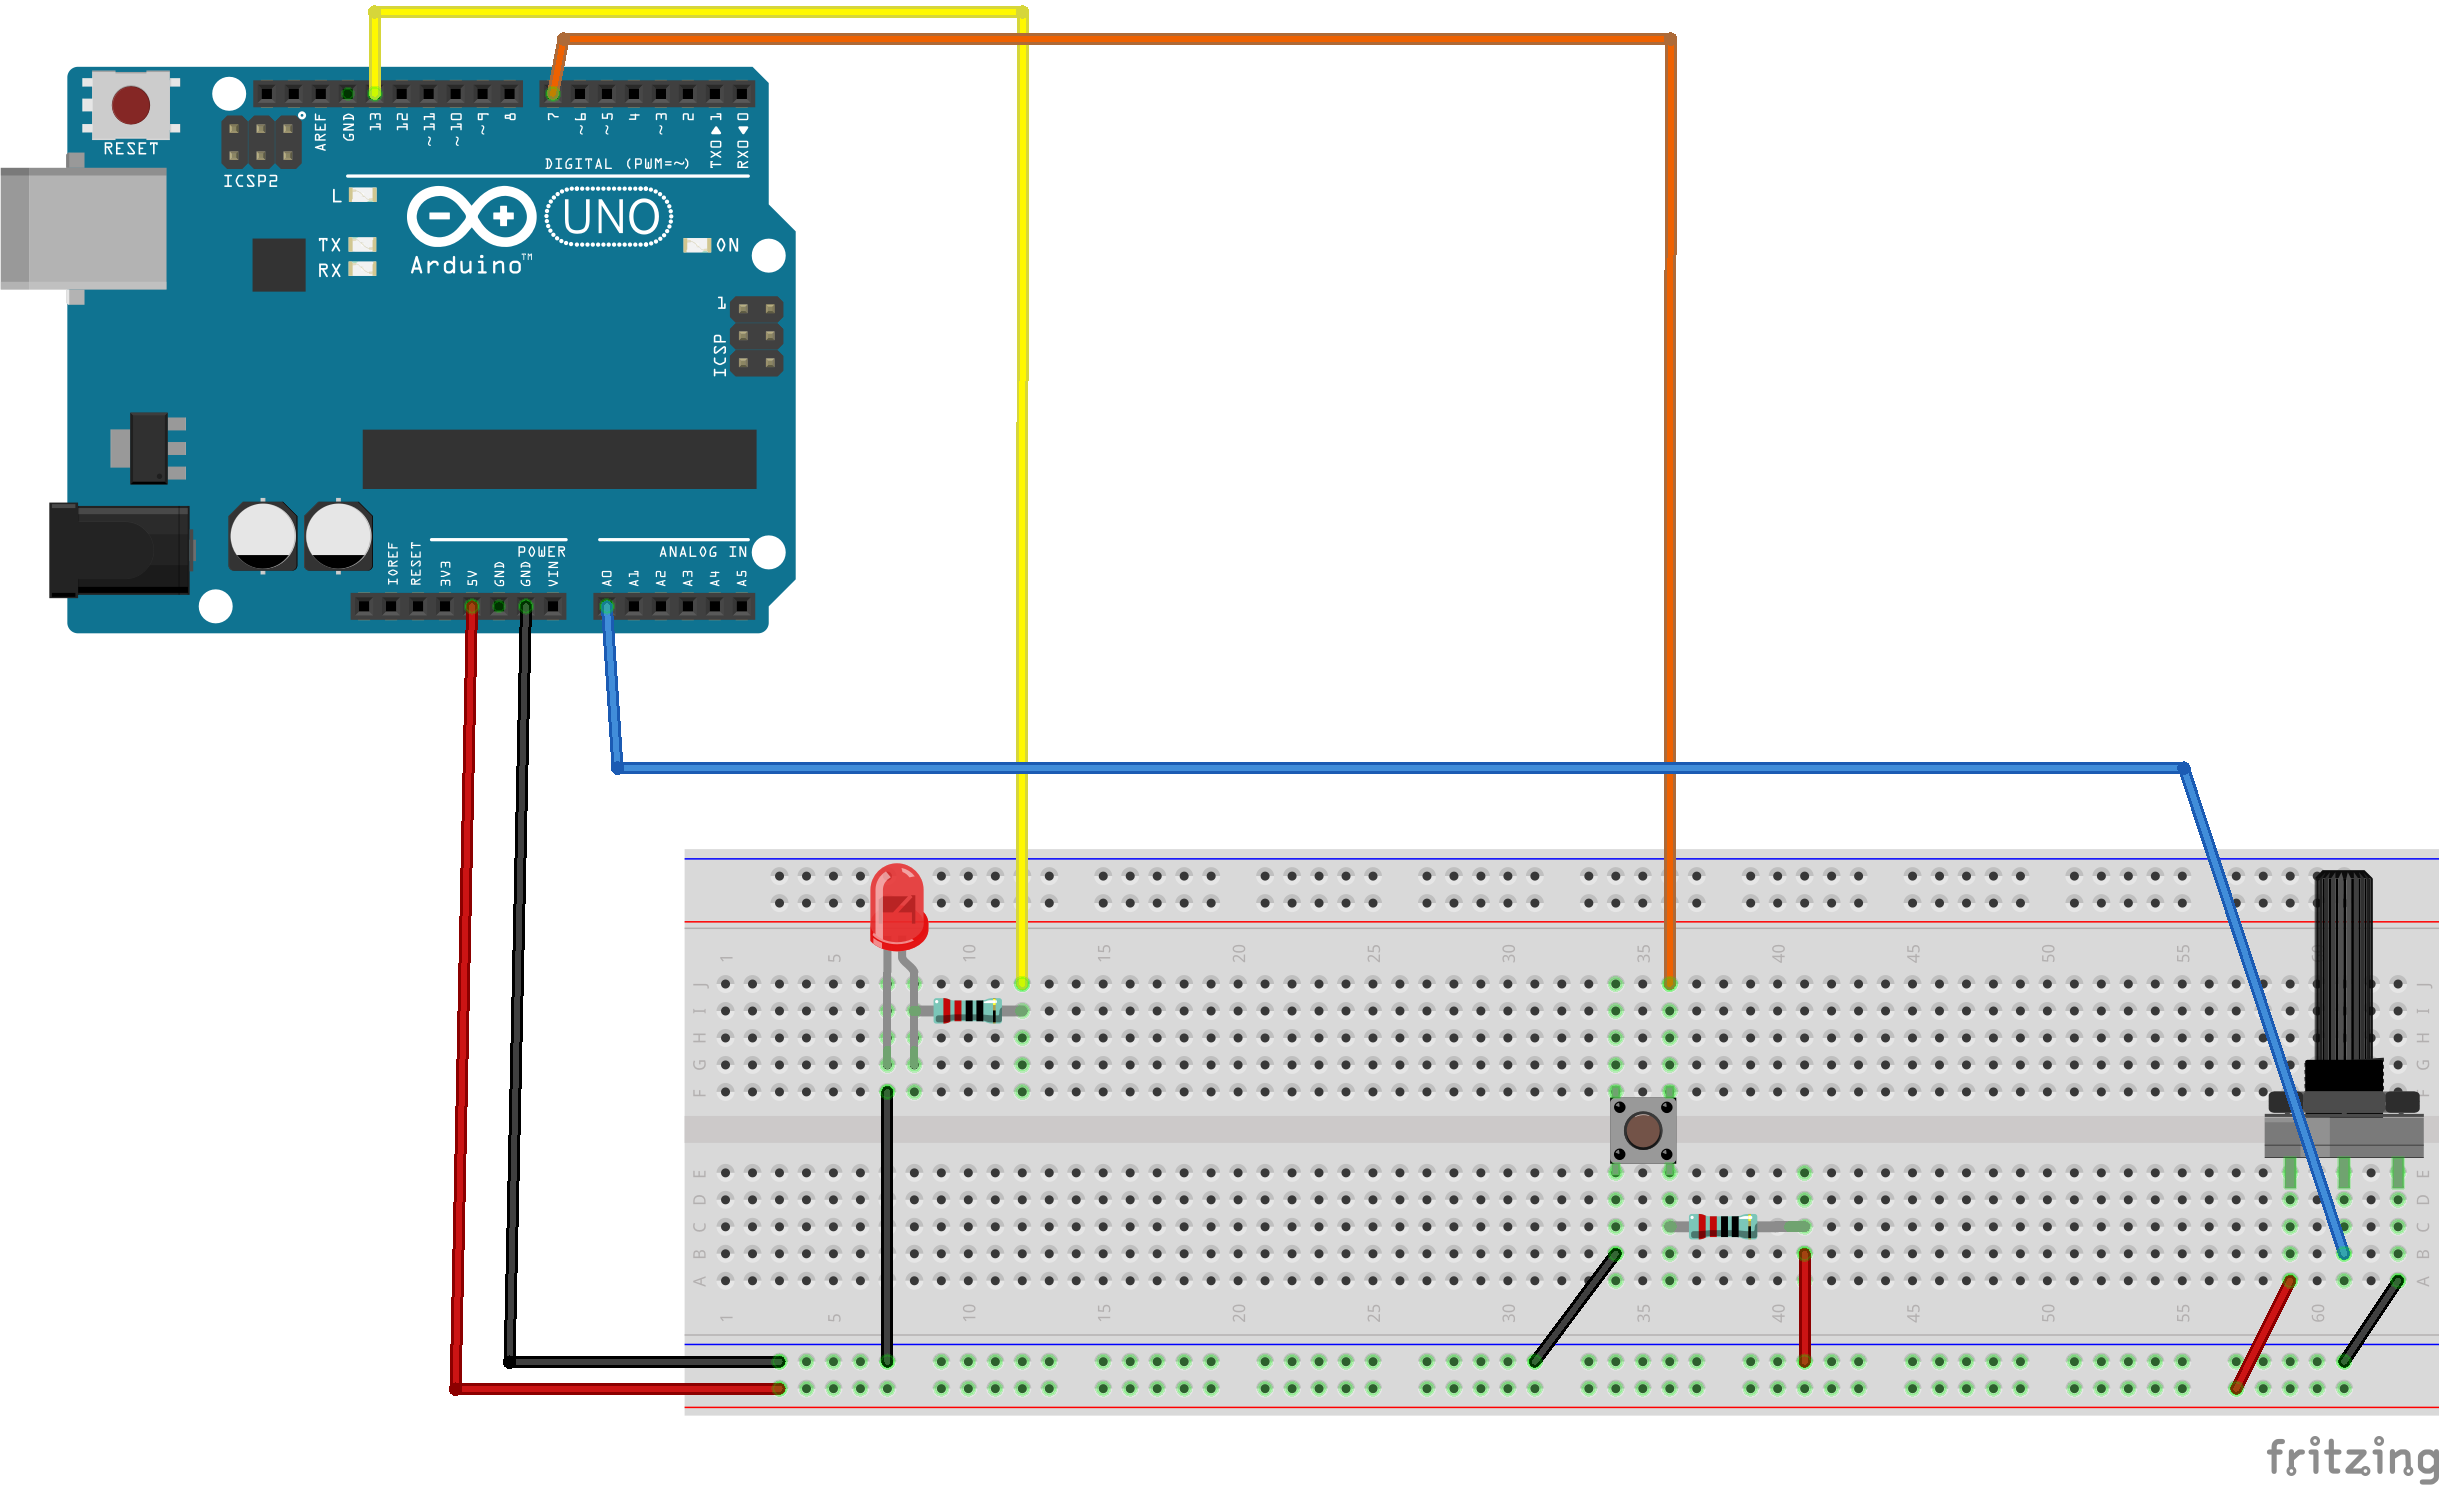 RESET
ICSP2
AREF
GND
13
12
~11
~10
~9
8
7
~6
~5
4
~3
2
TX0▶1
RX0◀0
DIGITAL (PWM=~)
L
TX
RX
UNO
Arduino™
ON
1
ICSP
IOREF
RESET
3V3
5V
GND
GND
VIN
POWER
A0
A1
A2
A3
A4
A5
ANALOG IN
1 5 10 15 20 25 30 35 40 45 50 55
J J
I I
H H
G G
F F
E E
D D
C C
B B
A A
1 5 10 15 20 25 30 35 40 45 50 55 60
fritzing